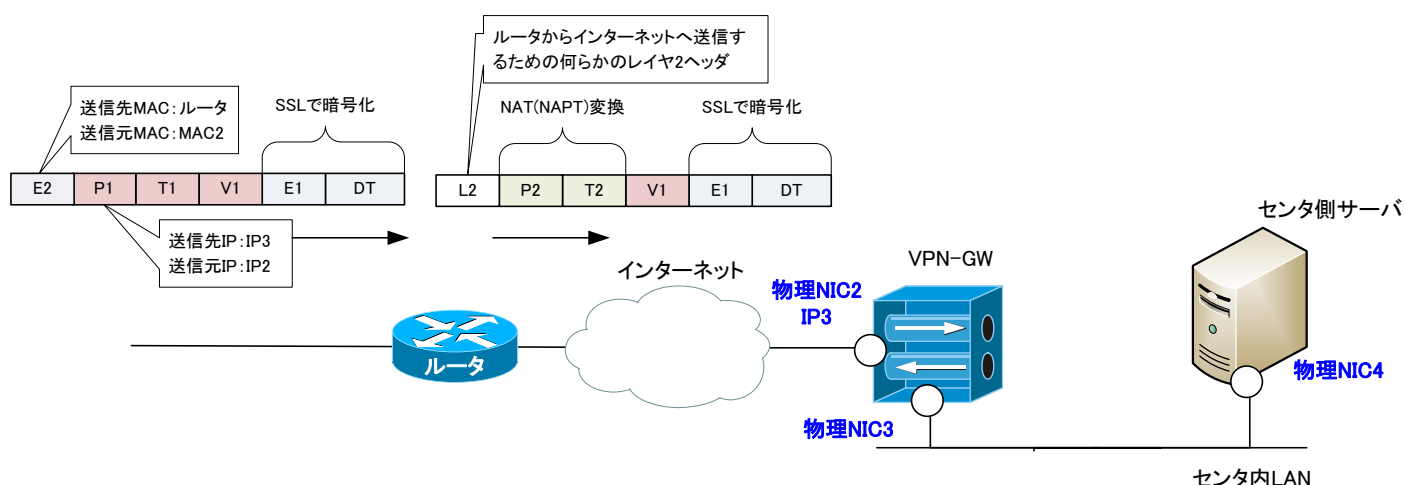 ルータからインターネットへ送信す
るための何らかのレイヤ2ヘッダ
送信先MAC:ルータ
送信元MAC:MAC2
SSLで暗号化
NAT(NAPT)変換
SSLで暗号化
E2 P1 T1 V1 E1 DT
L2 P2 T2 V1 E1 DT
送信先IP:IP3
送信元IP:IP2
センタ側サーバ
VPN-GW
インターネット
物理NIC2
IP3
ルータ
物理NIC4
物理NIC3
センタ内LAN